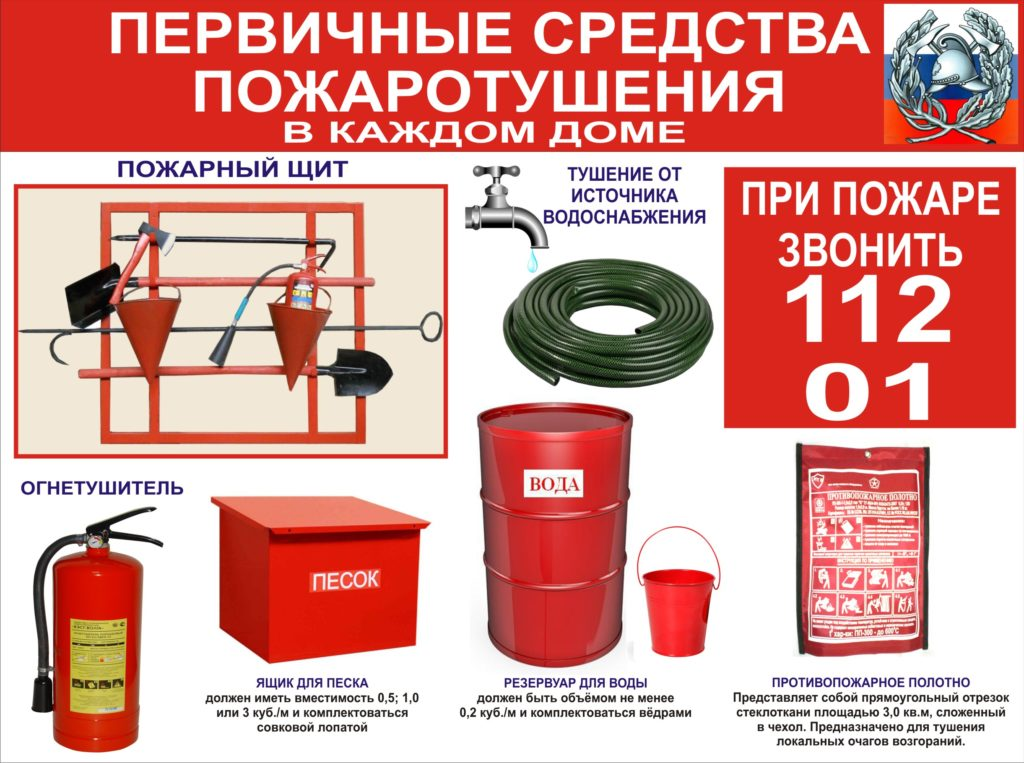 ПЕРВИЧНЫЕ СРЕДСТВА
ПОЖАРОТУШЕНИЯ
В КАЖДОМ ДОМЕ
ПОЖАРНЫЙ ЩИТ
ТУШЕНИЕ ОТ
ИСТОЧНИКА
ВОДОСНАБЖЕНИЯ
ПРИ ПОЖАРЕ
ЗВОНИТЬ
112
01
ОГНЕТУШИТЕЛЬ
ПЕСОК
ВОДА
ПРОТИВОПОЖАРНОЕ ПОЛОТНО
ИНСТРУКЦИЯ ПО ПРИМЕНЕНИЮ
ЯЩИК ДЛЯ ПЕСКА
должен иметь вместимость 0,5; 1,0
или 3 куб./м и комплектоваться
совковой лопатой
РЕЗЕРВУАР ДЛЯ ВОДЫ
должен быть объёмом не менее
0,2 куб./м и комплектоваться вёдрами
ПРОТИВОПОЖАРНОЕ ПОЛОТНО
Представляет собой прямоугольный отрезок
стеклоткани площадью 3,0 кв.м, сложенный
в чехол. Предназначено для тушения
локальных очагов возгораний.